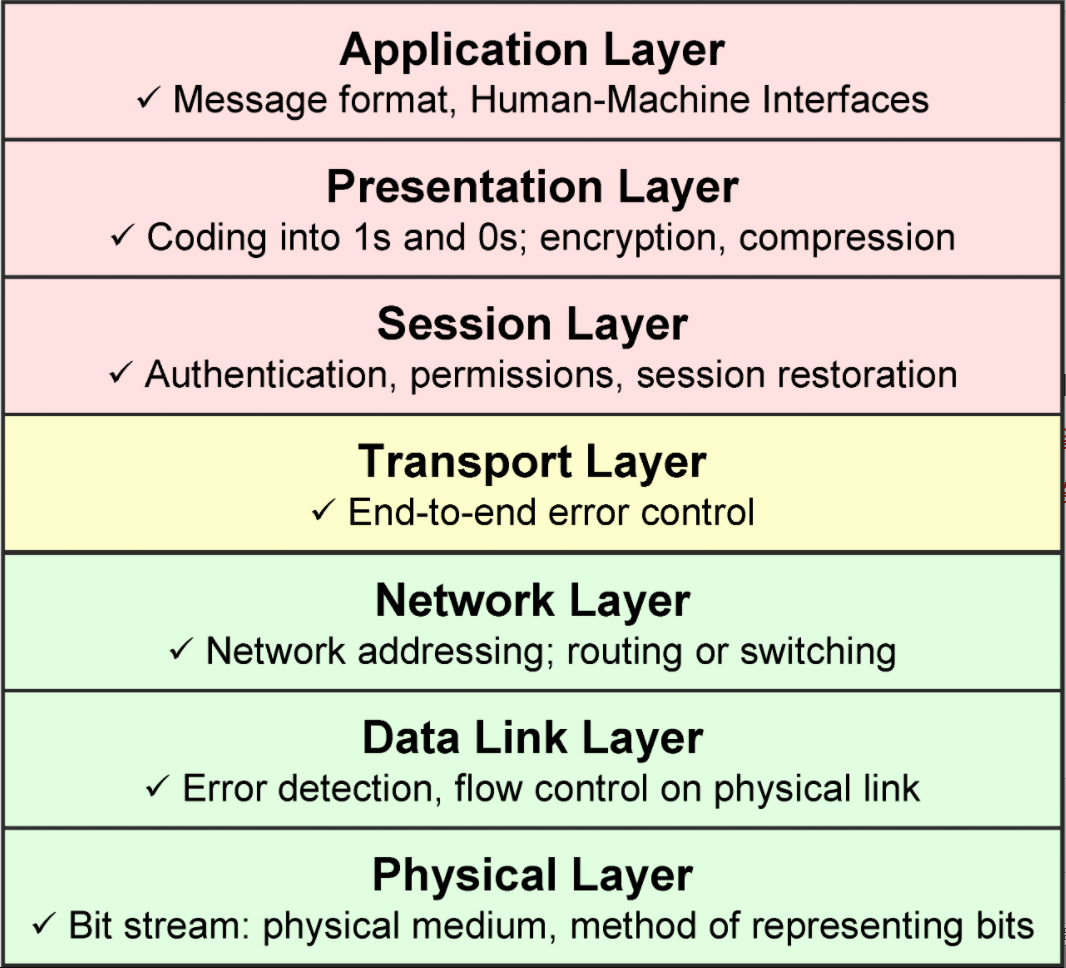 Application Layer
✓ Message format, Human-Machine Interfaces
Presentation Layer
✓ Coding into 1s and 0s; encryption, compression
Session Layer
✓ Authentication, permissions, session restoration
Transport Layer
✓ End-to-end error control
Network Layer
✓ Network addressing; routing or switching
Data Link Layer
✓ Error detection, flow control on physical link
Physical Layer
✓ Bit stream: physical medium, method of representing bits